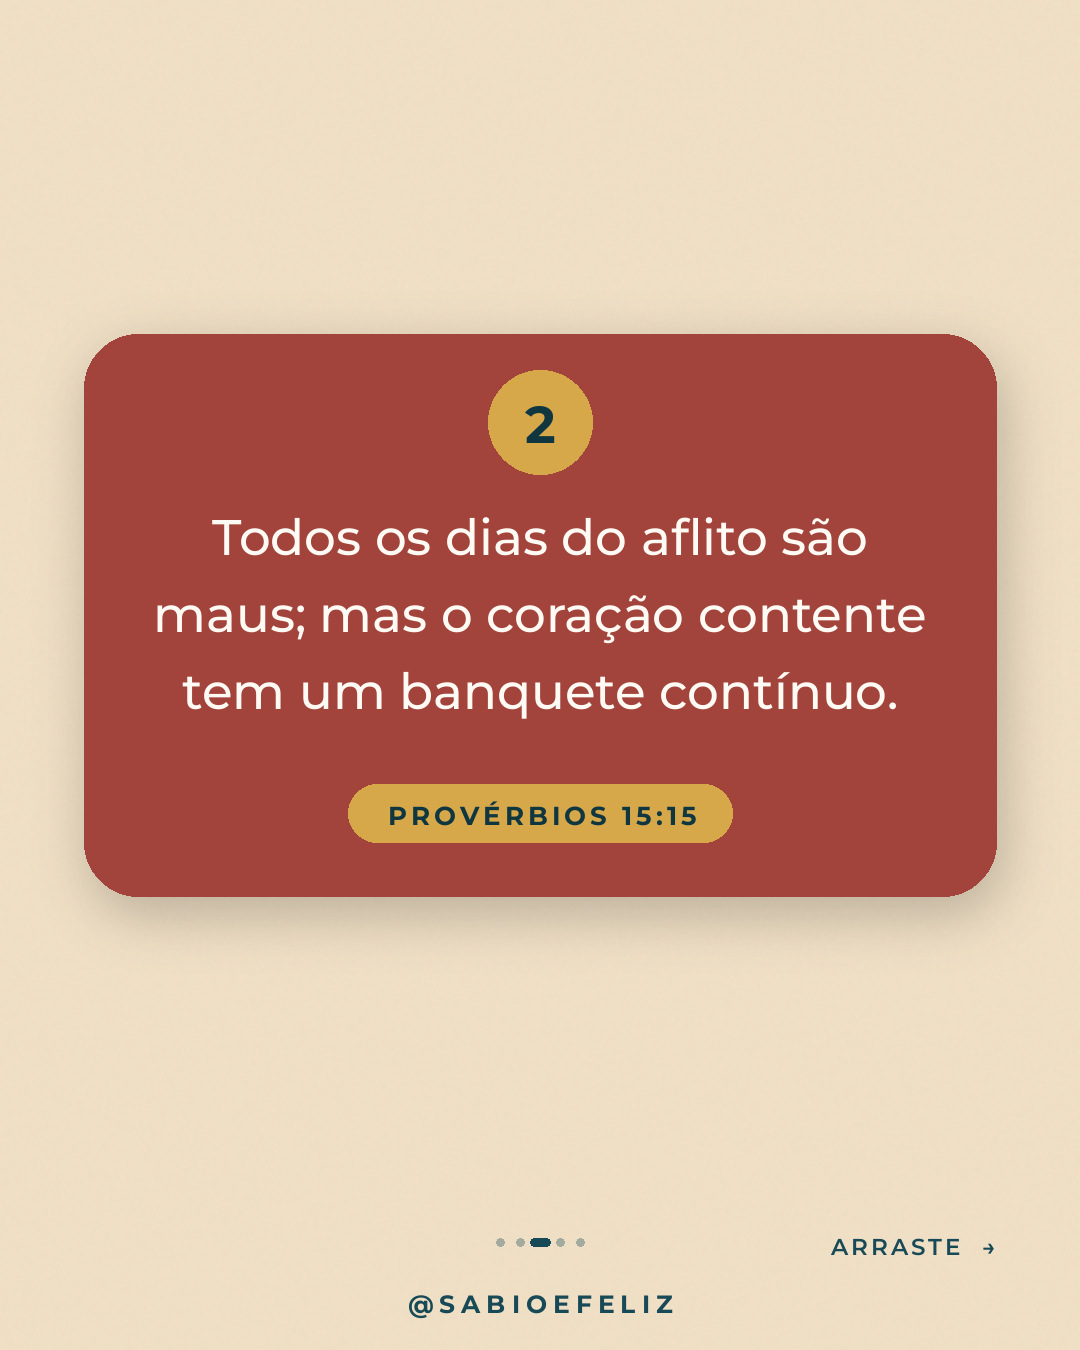 2
Todos os dias do aflito são
maus; mas o coração contente
tem um banquete contínuo.
PROVÉRBIOS 15:15
ARRASTE →
@SABIOEFELIZ